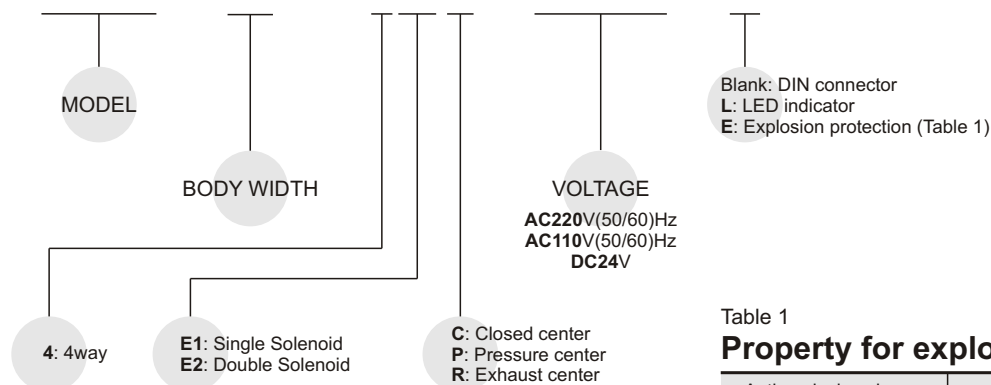 MODEL
BODY WIDTH
VOLTAGE
AC220V(50/60)Hz
AC110V(50/60)Hz
DC24V
Blank: DIN connector
L: LED indicator
E: Explosion protection (Table 1)
4: 4way
E1: Single Solenoid
E2: Double Solenoid
C: Closed center
P: Pressure center
R: Exhaust center
Table 1
Property for explo